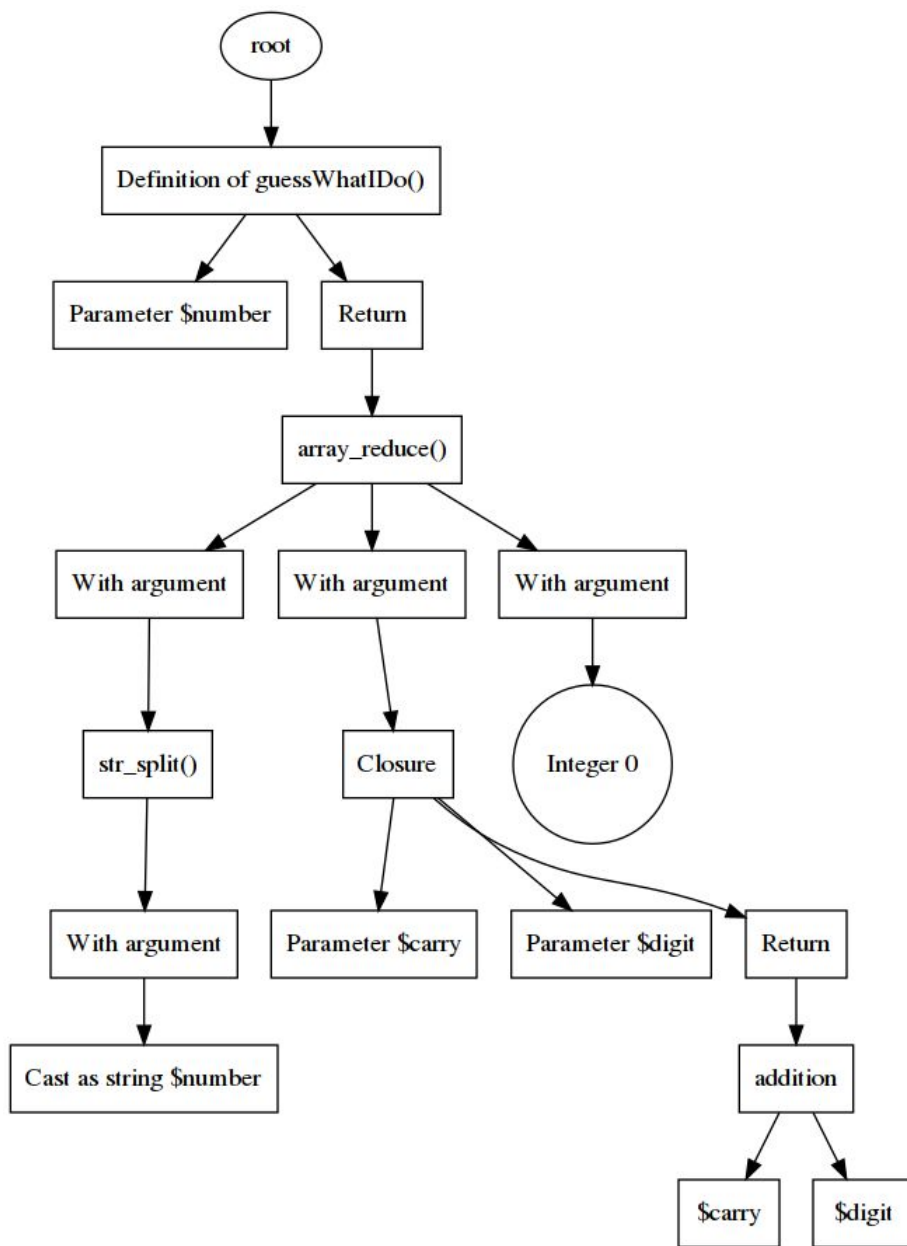 root
Definition of guessWhatIDo()
Parameter $number
Return
array_reduce()
With argument
With argument
With argument
str_split()
Closure
Integer 0
With argument
Parameter $carry
Parameter $digit
Return
Cast as string $number
addition
$carry
$digit